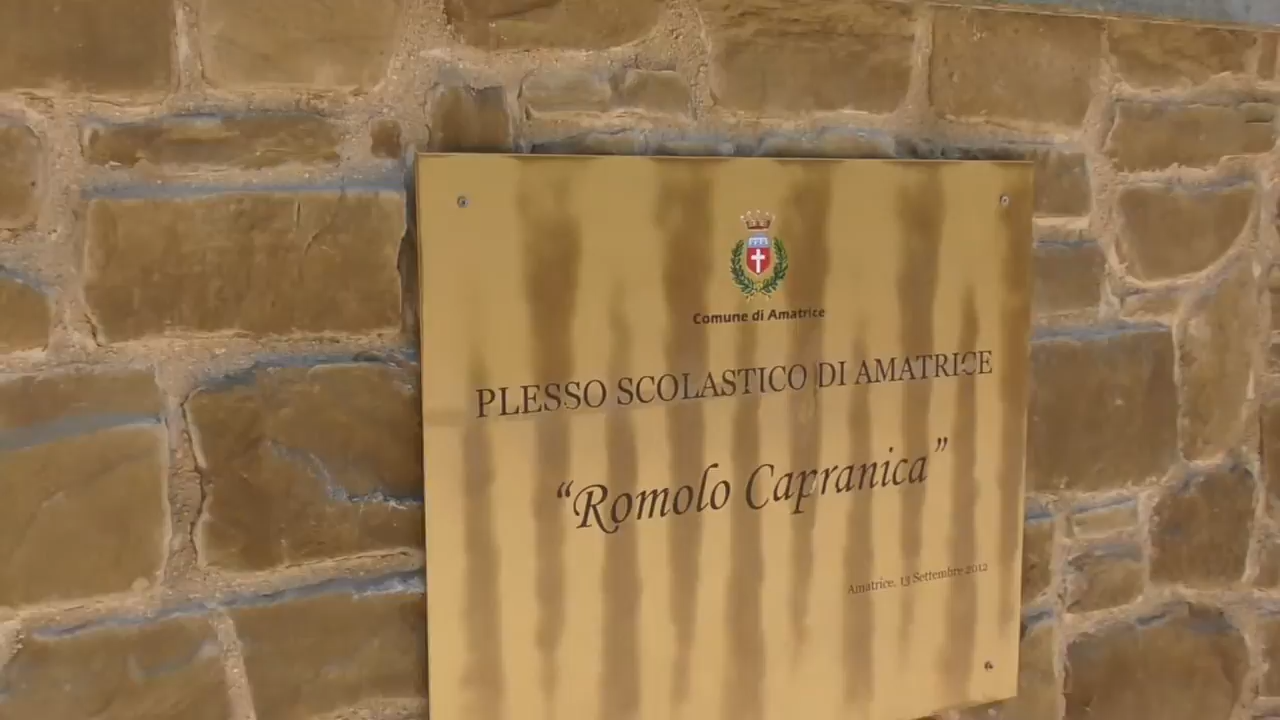 Comune di Amatrice
PLESSO SCOLASTICO DI AMATRICE
“Romolo Capranica”
Amatrice, 13 Settembre 2012